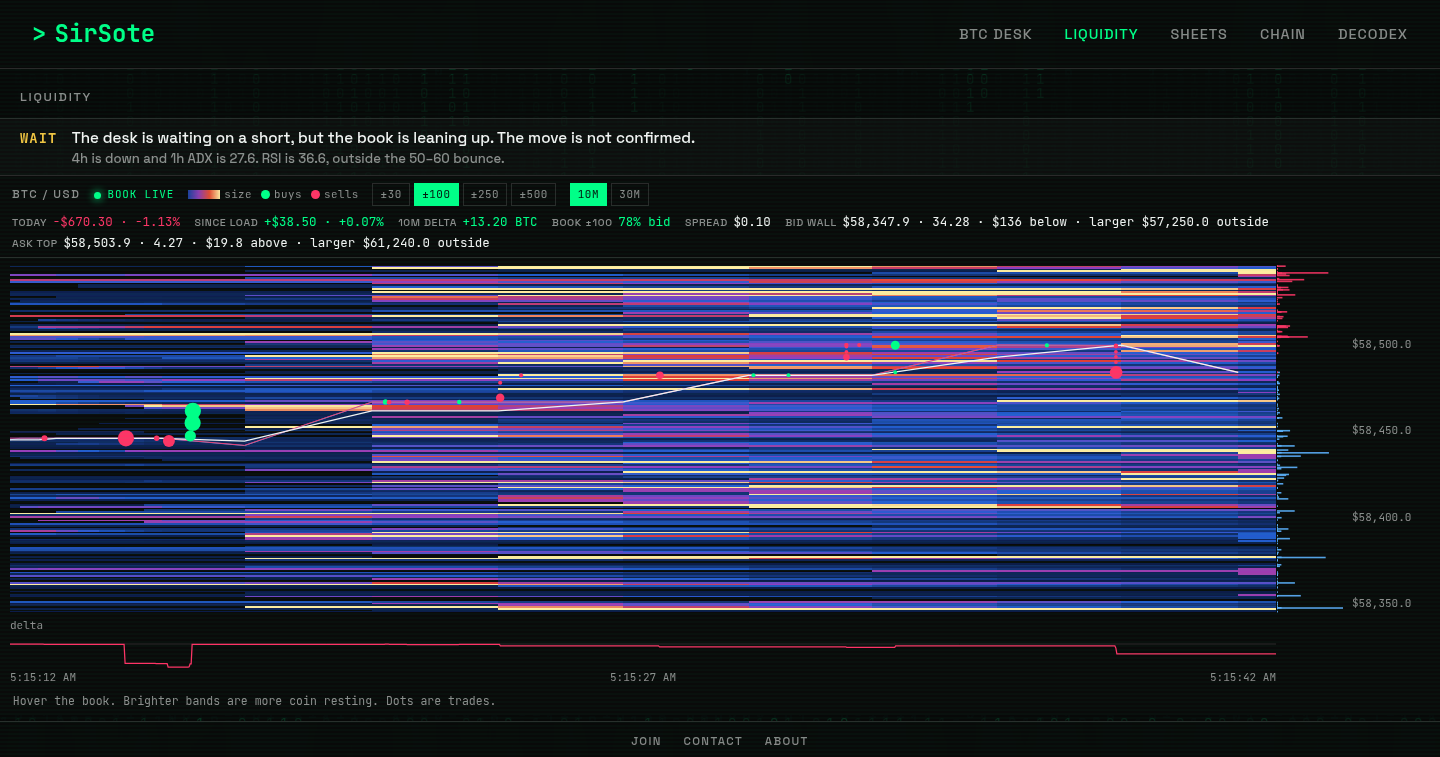 > SirSote
BTC DESK LIQUIDITY SHEETS CHAIN DECODEX
LIQUIDITY
WAIT The desk is waiting on a short, but the book is leaning up. The move is not confirmed.
4h is down and 1h ADX is 27.6. RSI is 36.6, outside the 50–60 bounce.
BTC / USD BOOK LIVE size buys sells ±30 ±100 ±250 ±500 10M 30M
TODAY -$670.30 · -1.13% SINCE LOAD +$38.50 · +0.07% 10M DELTA +13.20 BTC BOOK ±100 78% bid SPREAD $0.10 BID WALL $58,347.9 · 34.28 · $136 below · larger $57,250.0 outside
ASK TOP $58,503.9 · 4.27 · $19.8 above · larger $61,240.0 outside
$58,500.0
$58,450.0
$58,400.0
$58,350.0
delta
5:15:12 AM 5:15:27 AM 5:15:42 AM
Hover the book. Brighter bands are more coin resting. Dots are trades.
JOIN CONTACT ABOUT